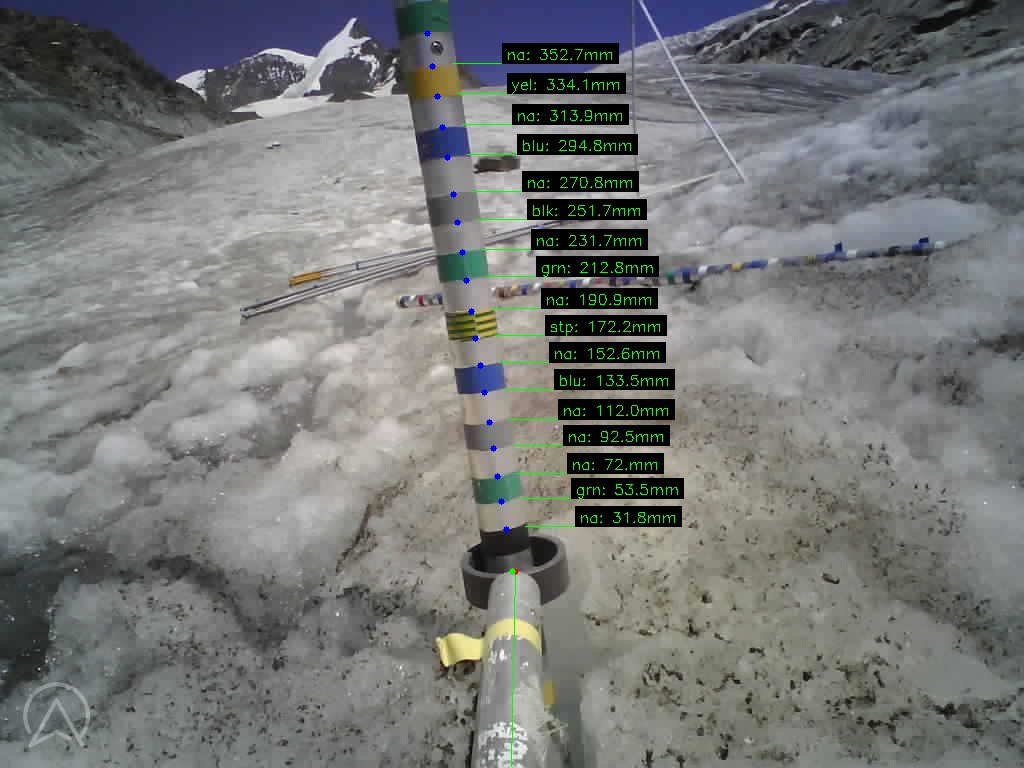 na: 352.7mm
yel: 334.1mm
na: 313.9mm
blu: 294.8mm
na: 270.8mm
blk: 251.7mm
na: 231.7mm
grn: 212.8mm
na: 190.9mm
stp: 172.2mm
na: 152.6mm
blu: 133.5mm
na: 112.0mm
na: 92.5mm
na: 72.mm
grn: 53.5mm
na: 31.8mm